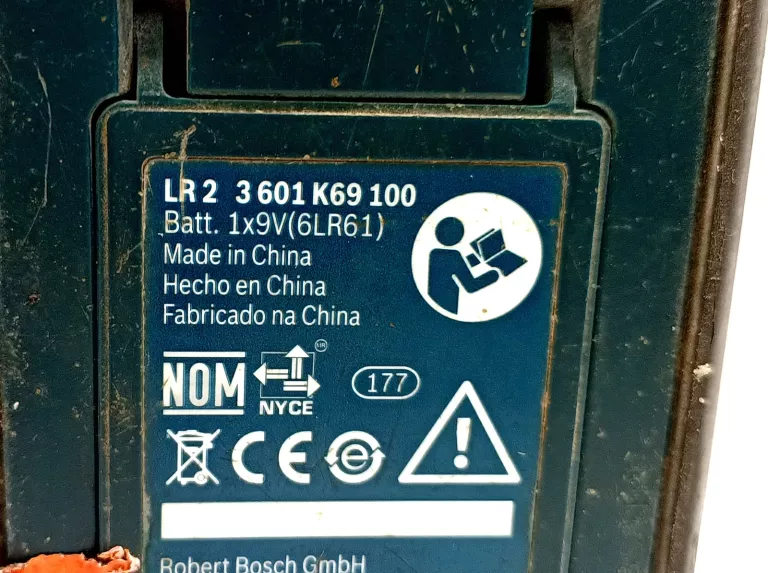 LR 2 3 601 K69 100
Batt. 1x9V(6LR61)
Made in China
Hecho en China
Fabricado na China
NOM
NYCE
177
CE
e
Robert Bosch GmbH